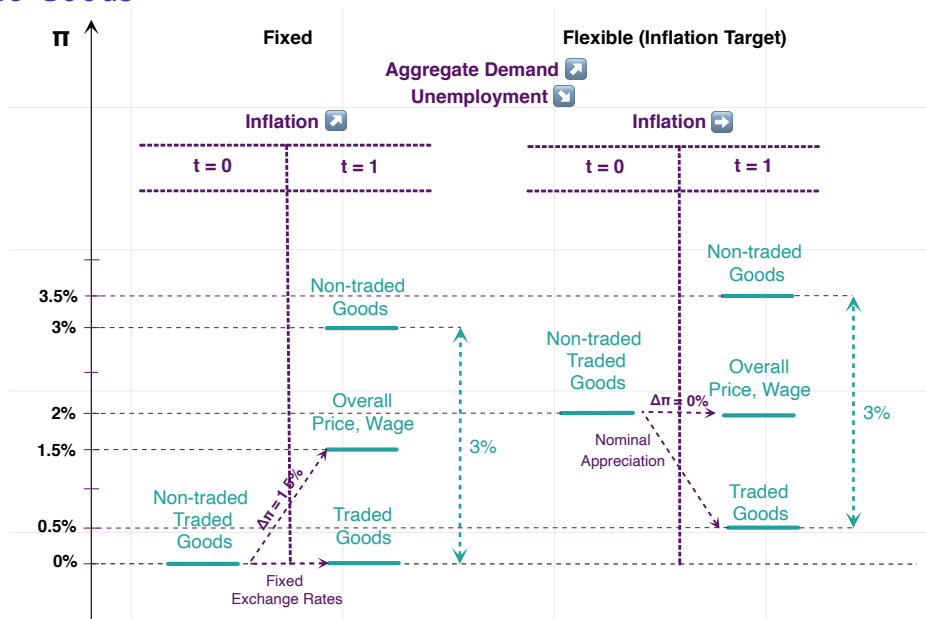 π
Fixed
Flexible (Inflation Target)
Aggregate Demand ↗
Unemployment ↘
Inflation ↗
Inflation ➡
t = 0
t = 1
t = 0
t = 1
3.5%
3%
2%
1.5%
0.5%
0%
Non-traded
Goods
Overall
Price, Wage
Non-traded
Traded
Goods
Traded
Goods
Δπ = 1.5%
Fixed
Exchange Rates
3%
Non-traded
Goods
Non-traded
Traded
Goods
Overall
Price, Wage
Δπ = 0%
Nominal
Appreciation
Traded
Goods
3%